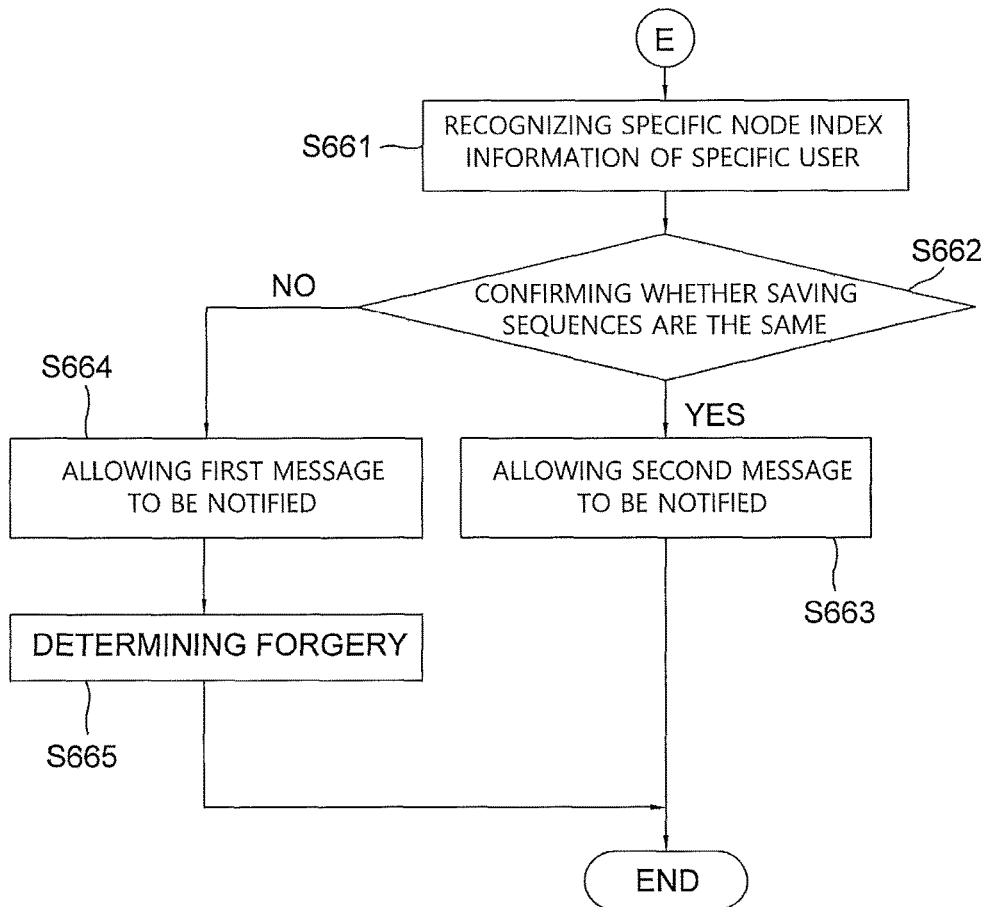 E
S661
RECOGNIZING SPECIFIC NODE INDEX
INFORMATION OF SPECIFIC USER
S662
CONFIRMING WHETHER SAVING
SEQUENCES ARE THE SAME
NO
YES
S664
ALLOWING FIRST MESSAGE
TO BE NOTIFIED
ALLOWING SECOND MESSAGE
TO BE NOTIFIED
S663
DETERMINING FORGERY
S665
END